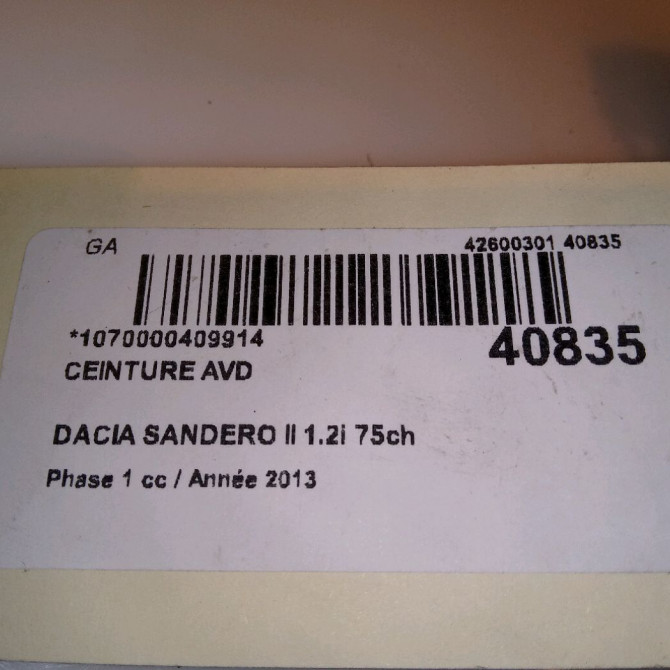 GA 42600301 40835
*1070000409914 40835
CEINTURE AVD
DACIA SANDERO II 1.2i 75ch
Phase 1 cc / Année 2013